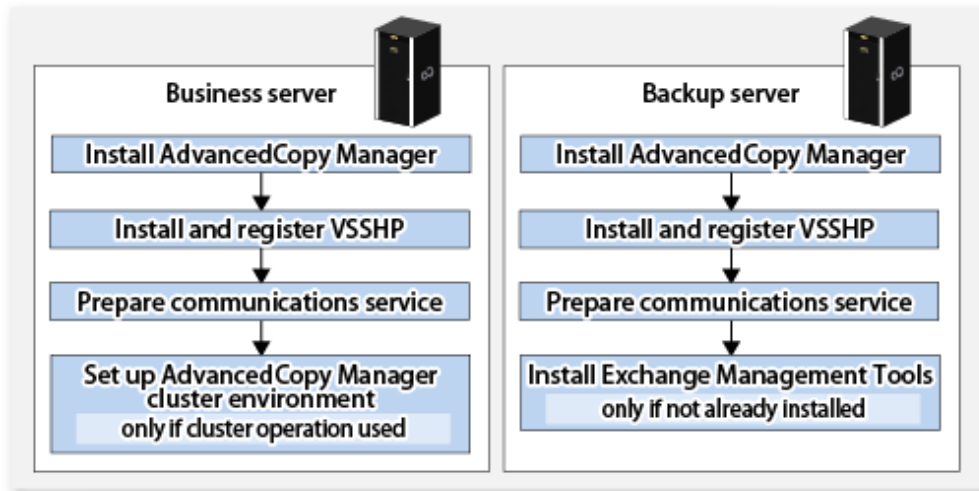 Business server
Install AdvancedCopy Manager
Install and register VSSHP
Prepare communications service
Set up AdvancedCopy Manager
cluster environment
only if cluster operation used
Backup server
Install AdvancedCopy Manager
Install and register VSSHP
Prepare communications service
Install Exchange Management Tools
only if not already installed